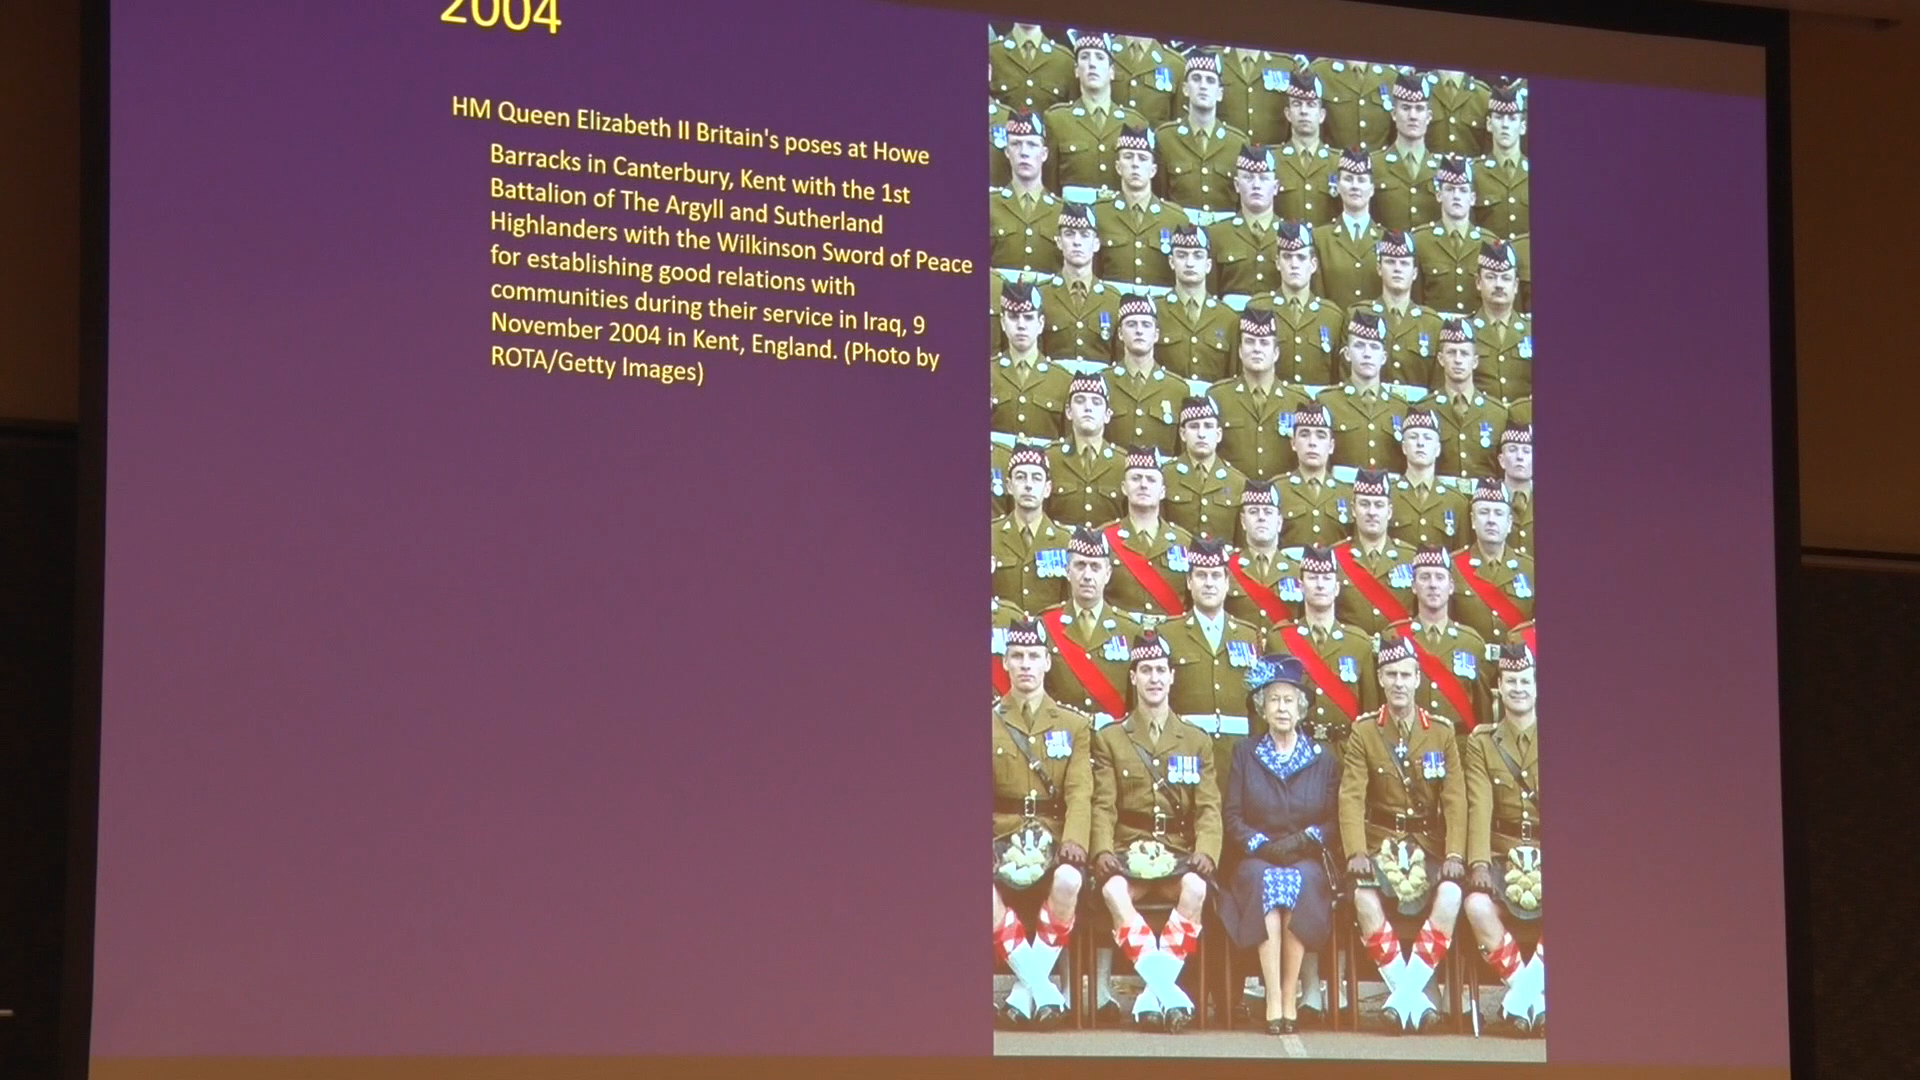 2004
HM Queen Elizabeth II Britain's poses at Howe
Barracks in Canterbury, Kent with the 1st
Battalion of The Argyll and Sutherland
Highlanders with the Wilkinson Sword of Peace
for establishing good relations with
communities during their service in Iraq, 9
November 2004 in Kent, England. (Photo by
ROTA/Getty Images)